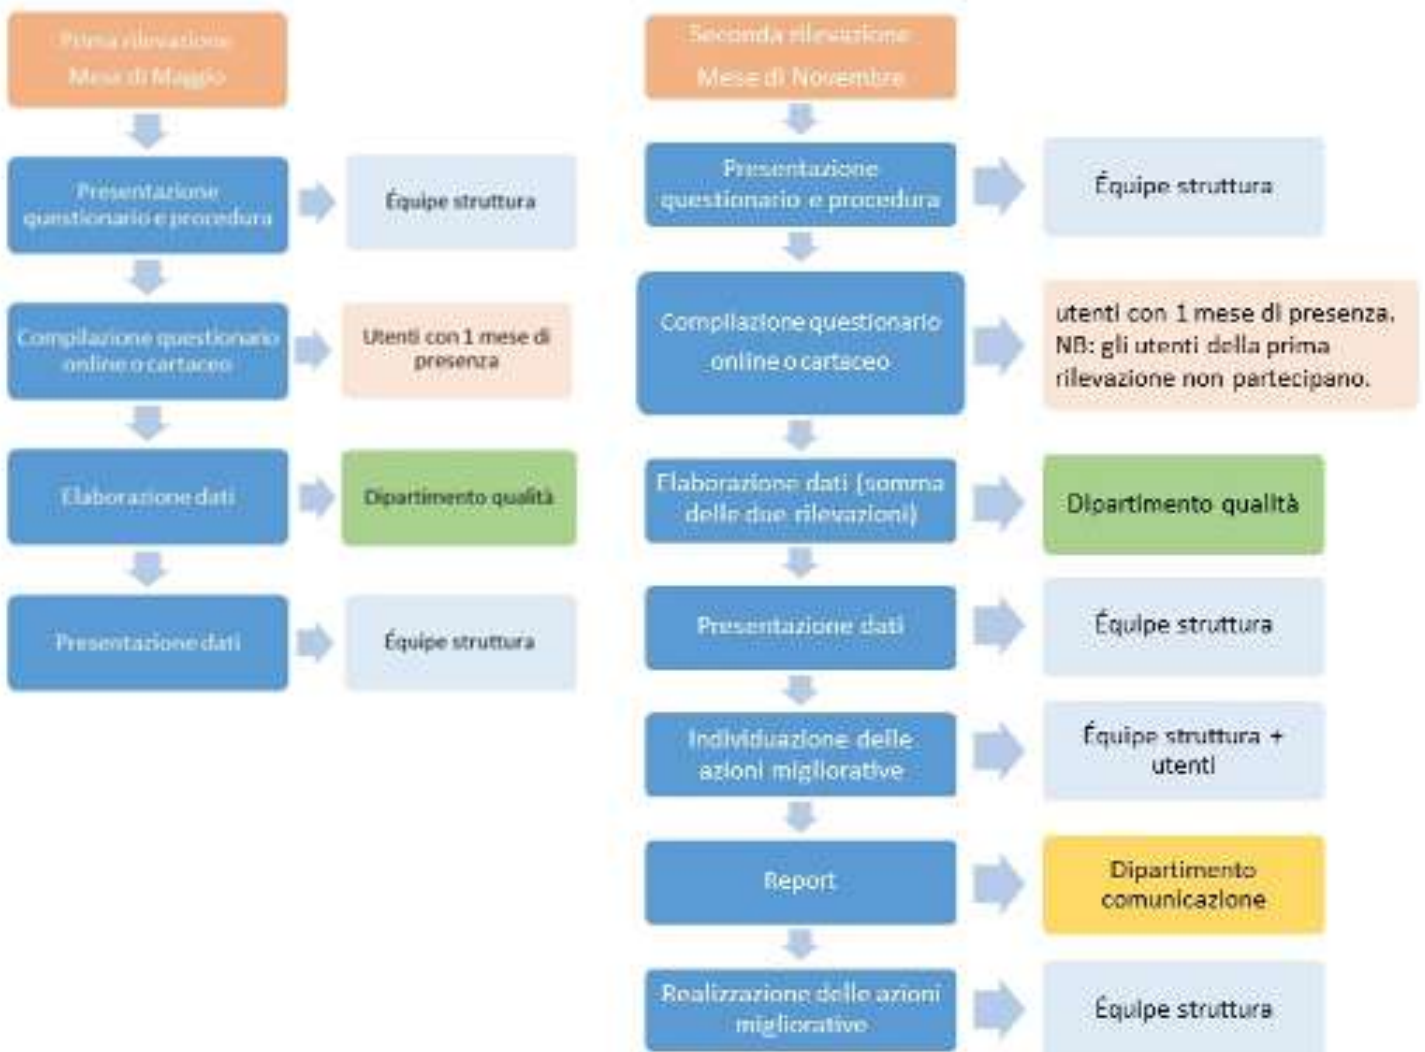 Prima rilevazione
Mese di Maggio
Presentazione
questionario e procedura
Équipe struttura
Compilazione questionario
online o cartaceo
Utenti con 1 mese di
presenza
Elaborazione dati
Dipartimento qualità
Presentazione dati
Équipe struttura
Seconda rilevazione
Mese di Novembre
Presentazione
questionario e procedura
Équipe struttura
Compilazione questionario
online o cartaceo
utenti con 1 mese di presenza.
NB: gli utenti della prima
rilevazione non partecipano.
Elaborazione dati (somma
delle due rilevazioni)
Dipartimento qualità
Presentazione dati
Équipe struttura
Individuazione delle
azioni migliorative
Équipe struttura +
utenti
Report
Dipartimento
comunicazione
Realizzazione delle azioni
migliorative
Équipe struttura